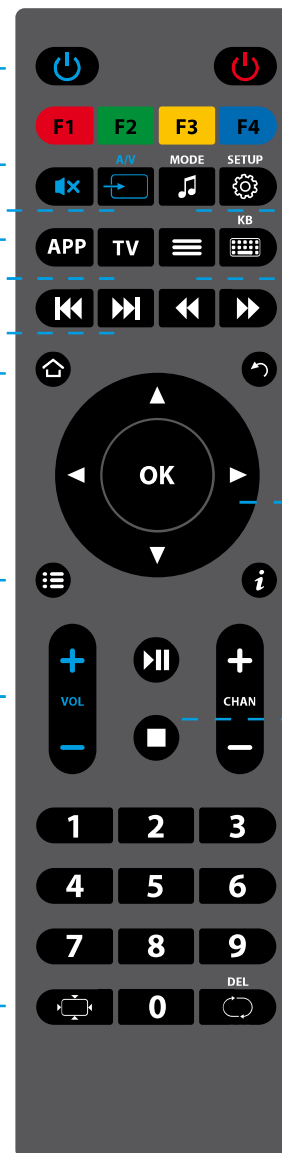 F1 F2 F3 F4
A/V MODE SETUP
KB
APP TV
OK
i
+ +
VOL CHAN
- -
1 2 3
4 5 6
7 8 9
DEL
0